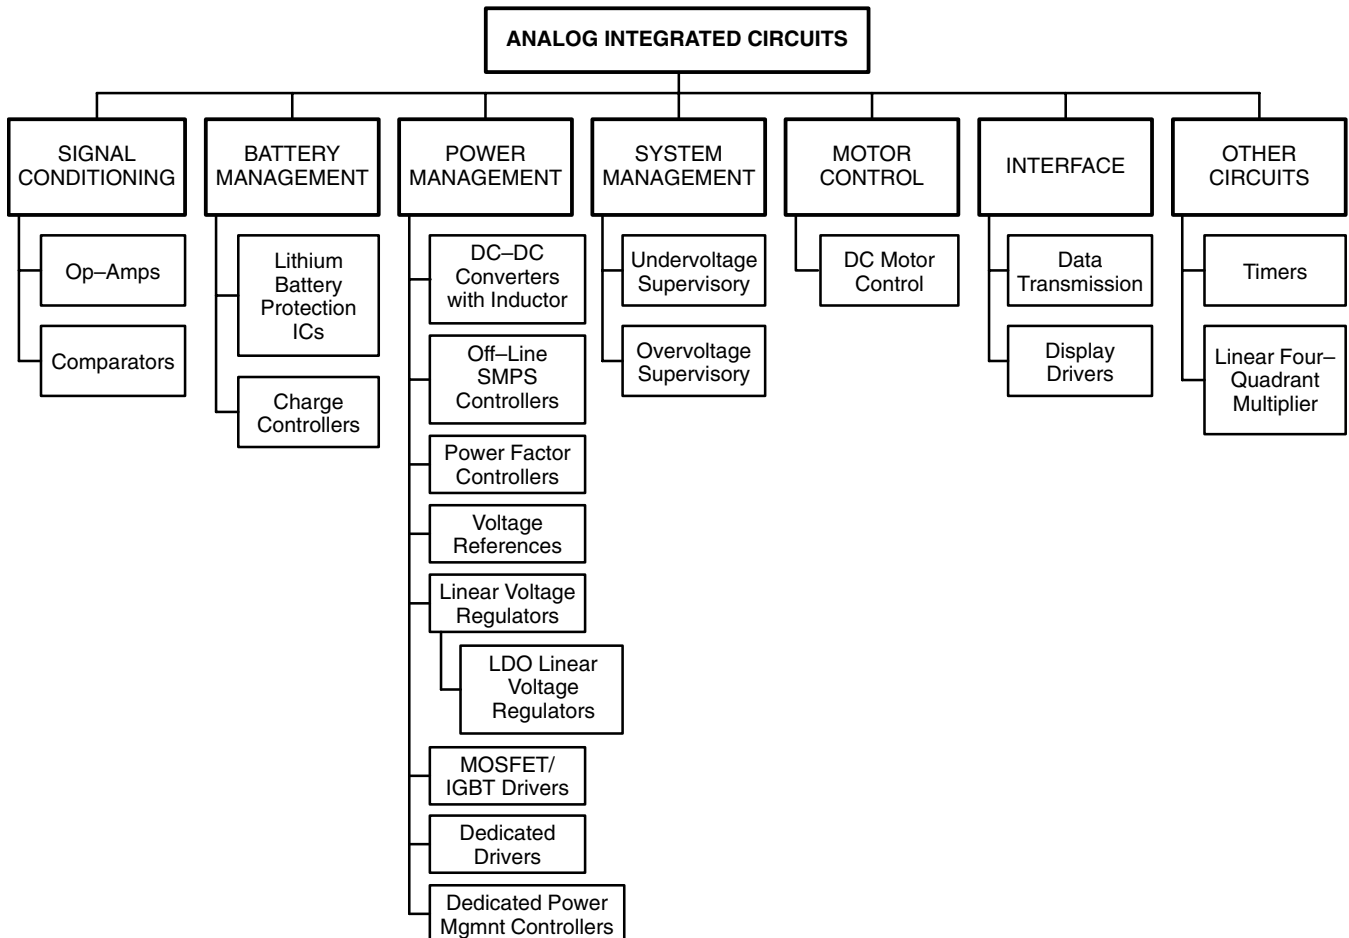 ANALOG INTEGRATED CIRCUITS
SIGNAL
CONDITIONING
BATTERY
MANAGEMENT
POWER
MANAGEMENT
SYSTEM
MANAGEMENT
MOTOR
CONTROL
INTERFACE
OTHER
CIRCUITS
Op–Amps
Comparators
Lithium
Battery
Protection
ICs
Charge
Controllers
DC–DC
Converters
with Inductor
Off–Line
SMPS
Controllers
Power Factor
Controllers
Voltage
References
Linear Voltage
Regulators
LDO Linear
Voltage
Regulators
MOSFET/
IGBT Drivers
Dedicated
Drivers
Dedicated Power
Mgmnt Controllers
Undervoltage
Supervisory
Overvoltage
Supervisory
DC Motor
Control
Data
Transmission
Display
Drivers
Timers
Linear Four–
Quadrant
Multiplier